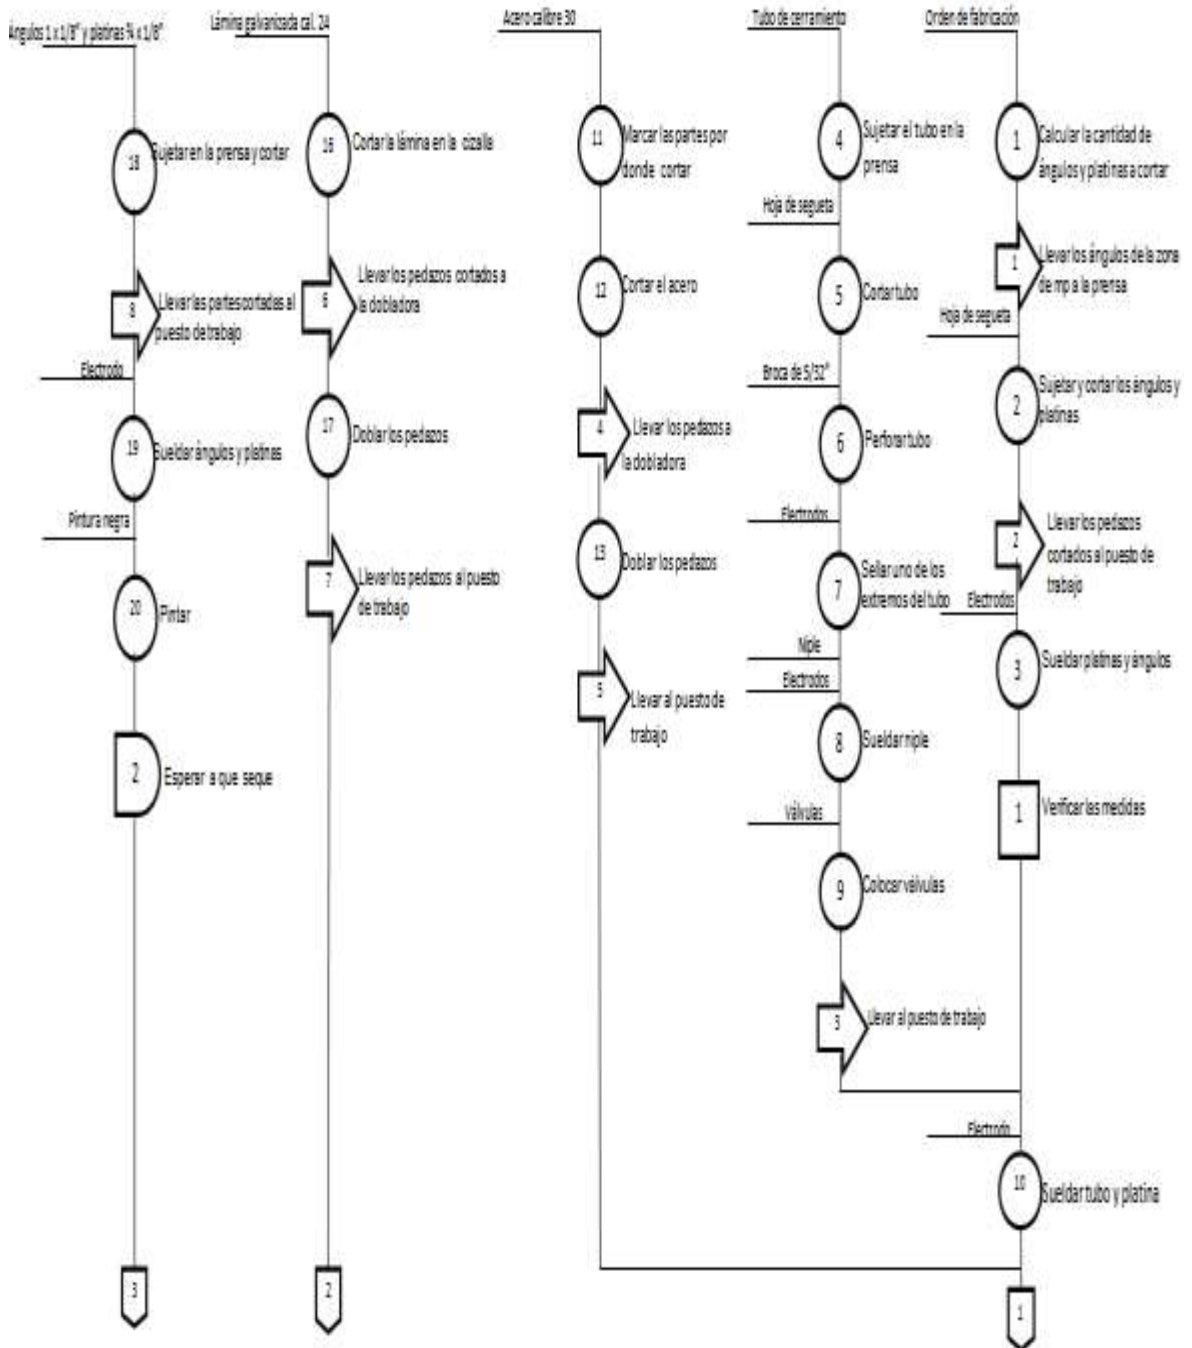 Ángulos 1 x 1/8" y platinas ¾ x 1/8"
18
Sujetar en la prensa y cortar
8
Llevar las partes cortadas al
puesto de trabajo
Electrodo
19
Sueldar ángulos y platinas
Pintura negra
20
Pintar
2
Esperar a que seque
3
Lámina galvanizada cal. 24
16
Cortar la lámina en la cizalla
6
Llevar los pedazos cortados a
la dobladora
17
Doblar los pedazos
7
Llevar los pedazos al puesto
de trabajo
2
Acero calibre 30
11
Marcar las partes por
donde cortar
12
Cortar el acero
4
Llevar los pedazos a
la dobladora
13
Doblar los pedazos
5
Llevar al puesto de
trabajo
Tubo de cerramiento
4
Sujetar el tubo en la
prensa
Hoja de segueta
5
Cortar tubo
Broca de 5/32"
6
Perforar tubo
Electrodos
7
Sellar uno de los
extremos del tubo
Niple
Electrodos
8
Sueldar niple
Válvulas
9
Colocar válvulas
3
Llevar al puesto de trabajo
Orden de fabricación
1
Calcular la cantidad de
ángulos y platinas a cortar
1
Llevar los ángulos de la zona
de mp a la prensa
Hoja de segueta
2
Sujetar y cortar los ángulos y
platinas
2
Llevar los pedazos
cortados al puesto de
trabajo
Electrodos
3
Sueldar platinas y ángulos
1
Verificar las medidas
Electrodo
10
Sueldar tubo y platina
1